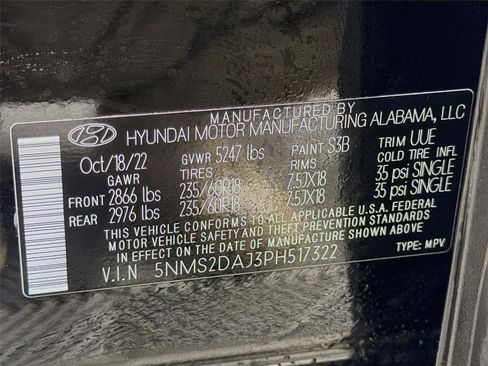 MANUFACTURED BY
HYUNDAI MOTOR MANUFACTURING ALABAMA, LLC
Oct/18/22 GVWR 5247 lbs PAINT S3B TRIM UUE
GAWR TIRES RIMS COLD TIRE INFL
FRONT 2866 lbs 235/60R18 7.5JX18 35 psi SINGLE
REAR 2976 lbs 235/60R18 7.5JX18 35 psi SINGLE
THIS VEHICLE CONFORMS TO ALL APPLICABLE U.S.A. FEDERAL
MOTOR VEHICLE SAFETY AND THEFT PREVENTION STANDARDS
IN EFFECT ON THE DATE OF MANUFACTURE SHOWN ABOVE.
V.I.N 5NMS2DAJ3PH517322 TYPE: MPV